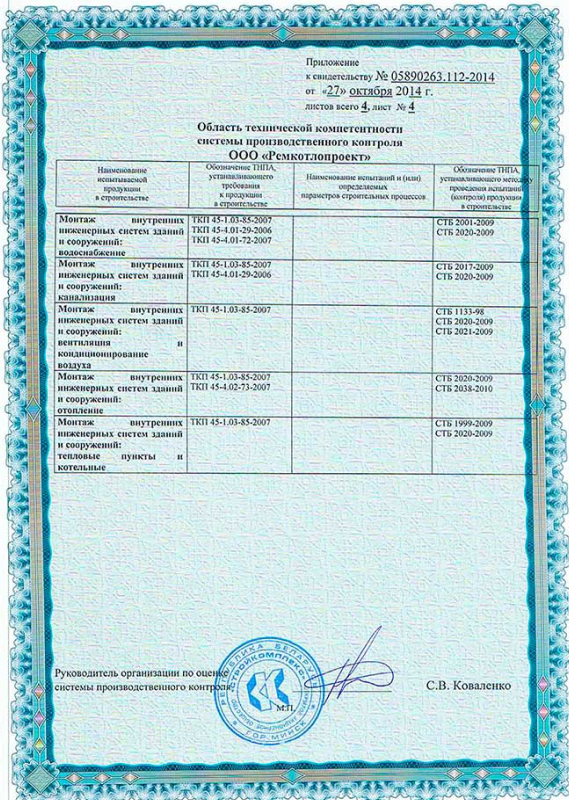 Приложение
к свидетельству № 05890263.112-2014
от «27» октября 2014 г.
листов всего 4, лист № 4
Область технической компетентности
системы производственного контроля
ООО «Ремкотлопроект»
Наименование
испытываемой
продукции
в строительстве
Обозначение ТНПА,
устанавливающего
требования
к продукции
в строительстве
Наименование испытаний и (или)
определяемых
параметров строительных процессов
Обозначение ТНПА,
устанавливающего методику
проведения испытаний
(контроля) продукции
в строительстве
Монтаж внутренних
инженерных систем зданий
и сооружений:
водоснабжение
ТКП 45-1.03-85-2007
ТКП 45-4.01-29-2006
ТКП 45-4.01-72-2007
СТБ 2001-2009
СТБ 2020-2009
Монтаж внутренних
инженерных систем зданий
и сооружений:
канализация
ТКП 45-1.03-85-2007
ТКП 45-4.01-29-2006
СТБ 2017-2009
СТБ 2020-2009
Монтаж внутренних
инженерных систем зданий
и сооружений:
вентиляция и
кондиционирование
воздуха
ТКП 45-1.03-85-2007
СТБ 1133-98
СТБ 2020-2009
СТБ 2021-2009
Монтаж внутренних
инженерных систем зданий
и сооружений:
отопление
ТКП 45-1.03-85-2007
ТКП 45-4.02-73-2007
СТБ 2020-2009
СТБ 2038-2010
Монтаж внутренних
инженерных систем зданий
и сооружений:
тепловые пункты и
котельные
ТКП 45-1.03-85-2007
СТБ 1999-2009
СТБ 2020-2009
Руководитель организации по оценке
системы производственного контроля
М.П.
С.В. Коваленко
РЕСПУБЛИКА БЕЛАРУСЬ
«СТРОЙКОМПЛЕКС»
ГОР.МИНСК